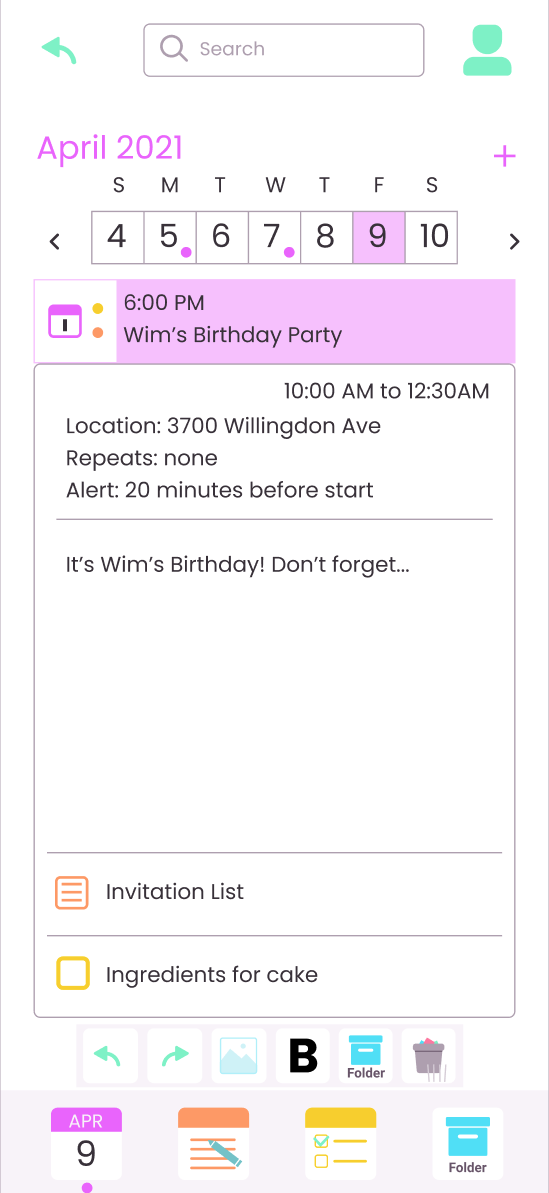 Search
April 2021
+
S M T W T F S
< 4 5 6 7 8 9 10 >
6:00 PM
Wim's Birthday Party
10:00 AM to 12:30AM
Location: 3700 Willingdon Ave
Repeats: none
Alert: 20 minutes before start
It's Wim's Birthday! Don't forget...
Invitation List
Ingredients for cake
B
Folder
APR
9
Folder